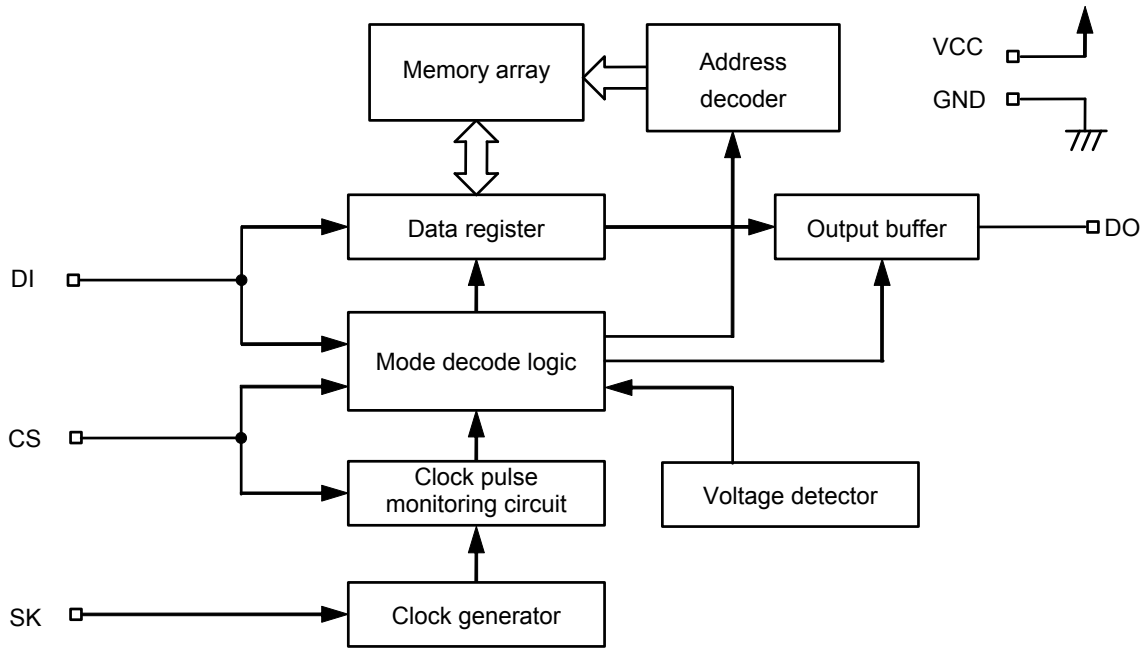 Memory array
Address
decoder
VCC
GND
Data register
Output buffer
DO
DI
Mode decode logic
CS
Clock pulse
monitoring circuit
Voltage detector
SK
Clock generator